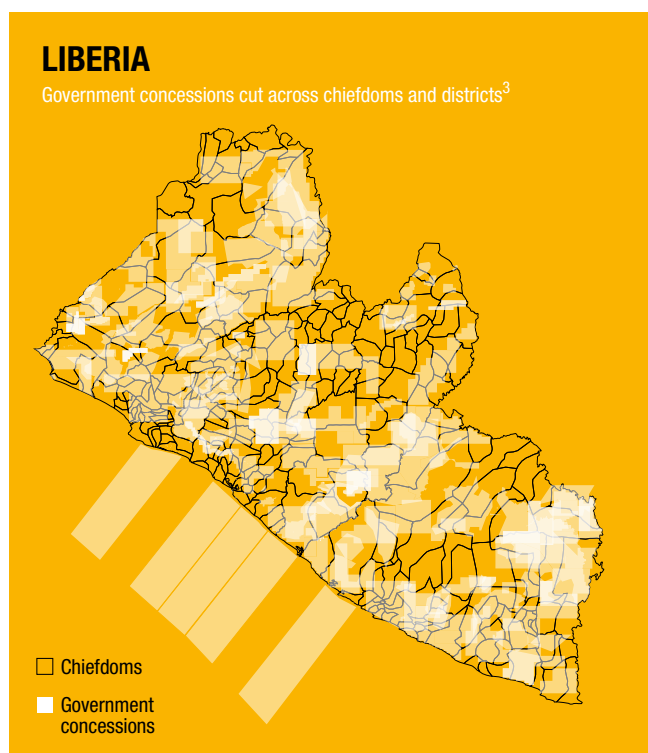 LIBERIA
Government concessions cut across chiefdoms and districts3
Chiefdoms
Government
concessions